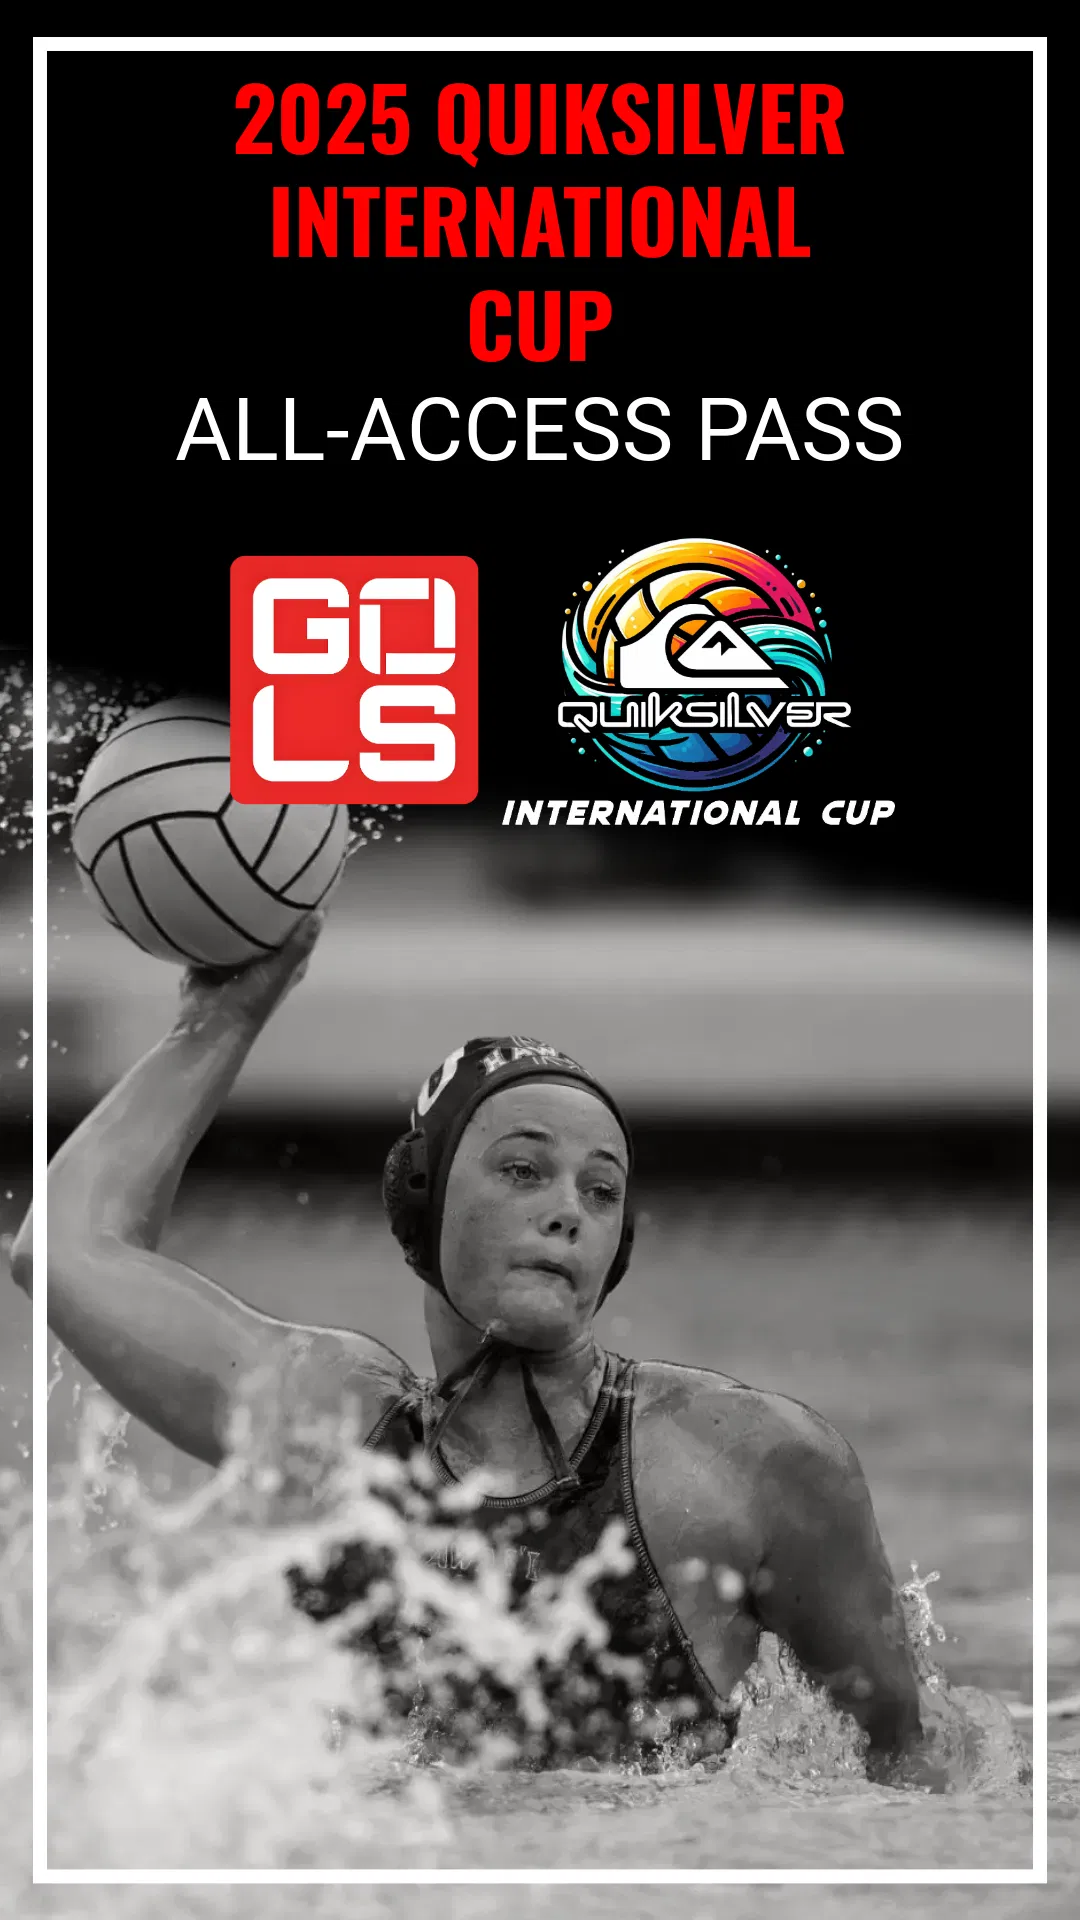 2025 QUIKSILVER
INTERNATIONAL
CUP
ALL-ACCESS PASS
GO
LS
QUIKSILVER
INTERNATIONAL CUP